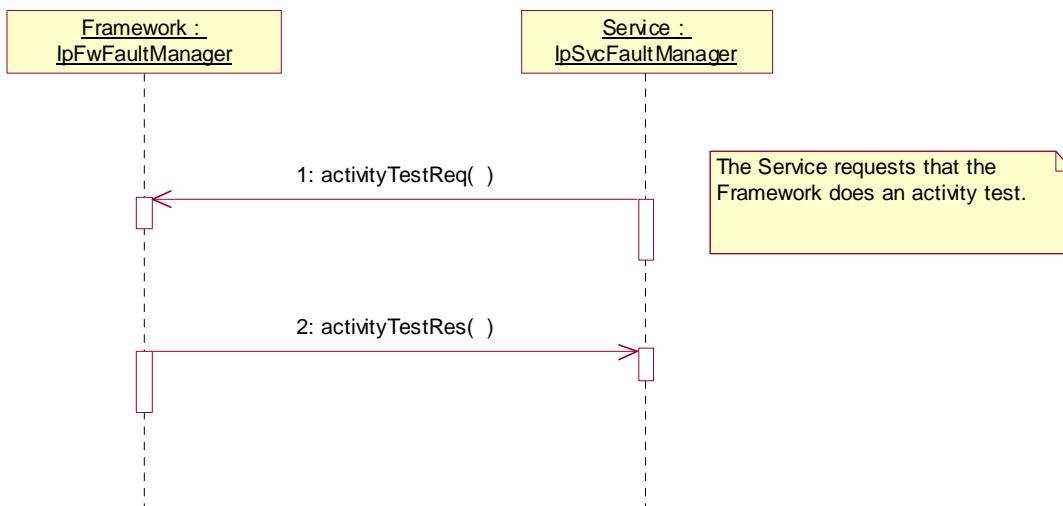 Framework :
IpFwFaultManager
Service :
IpSvcFaultManager
1: activityTestReq( )
The Service requests that the
Framework does an activity test.
2: activityTestRes( )